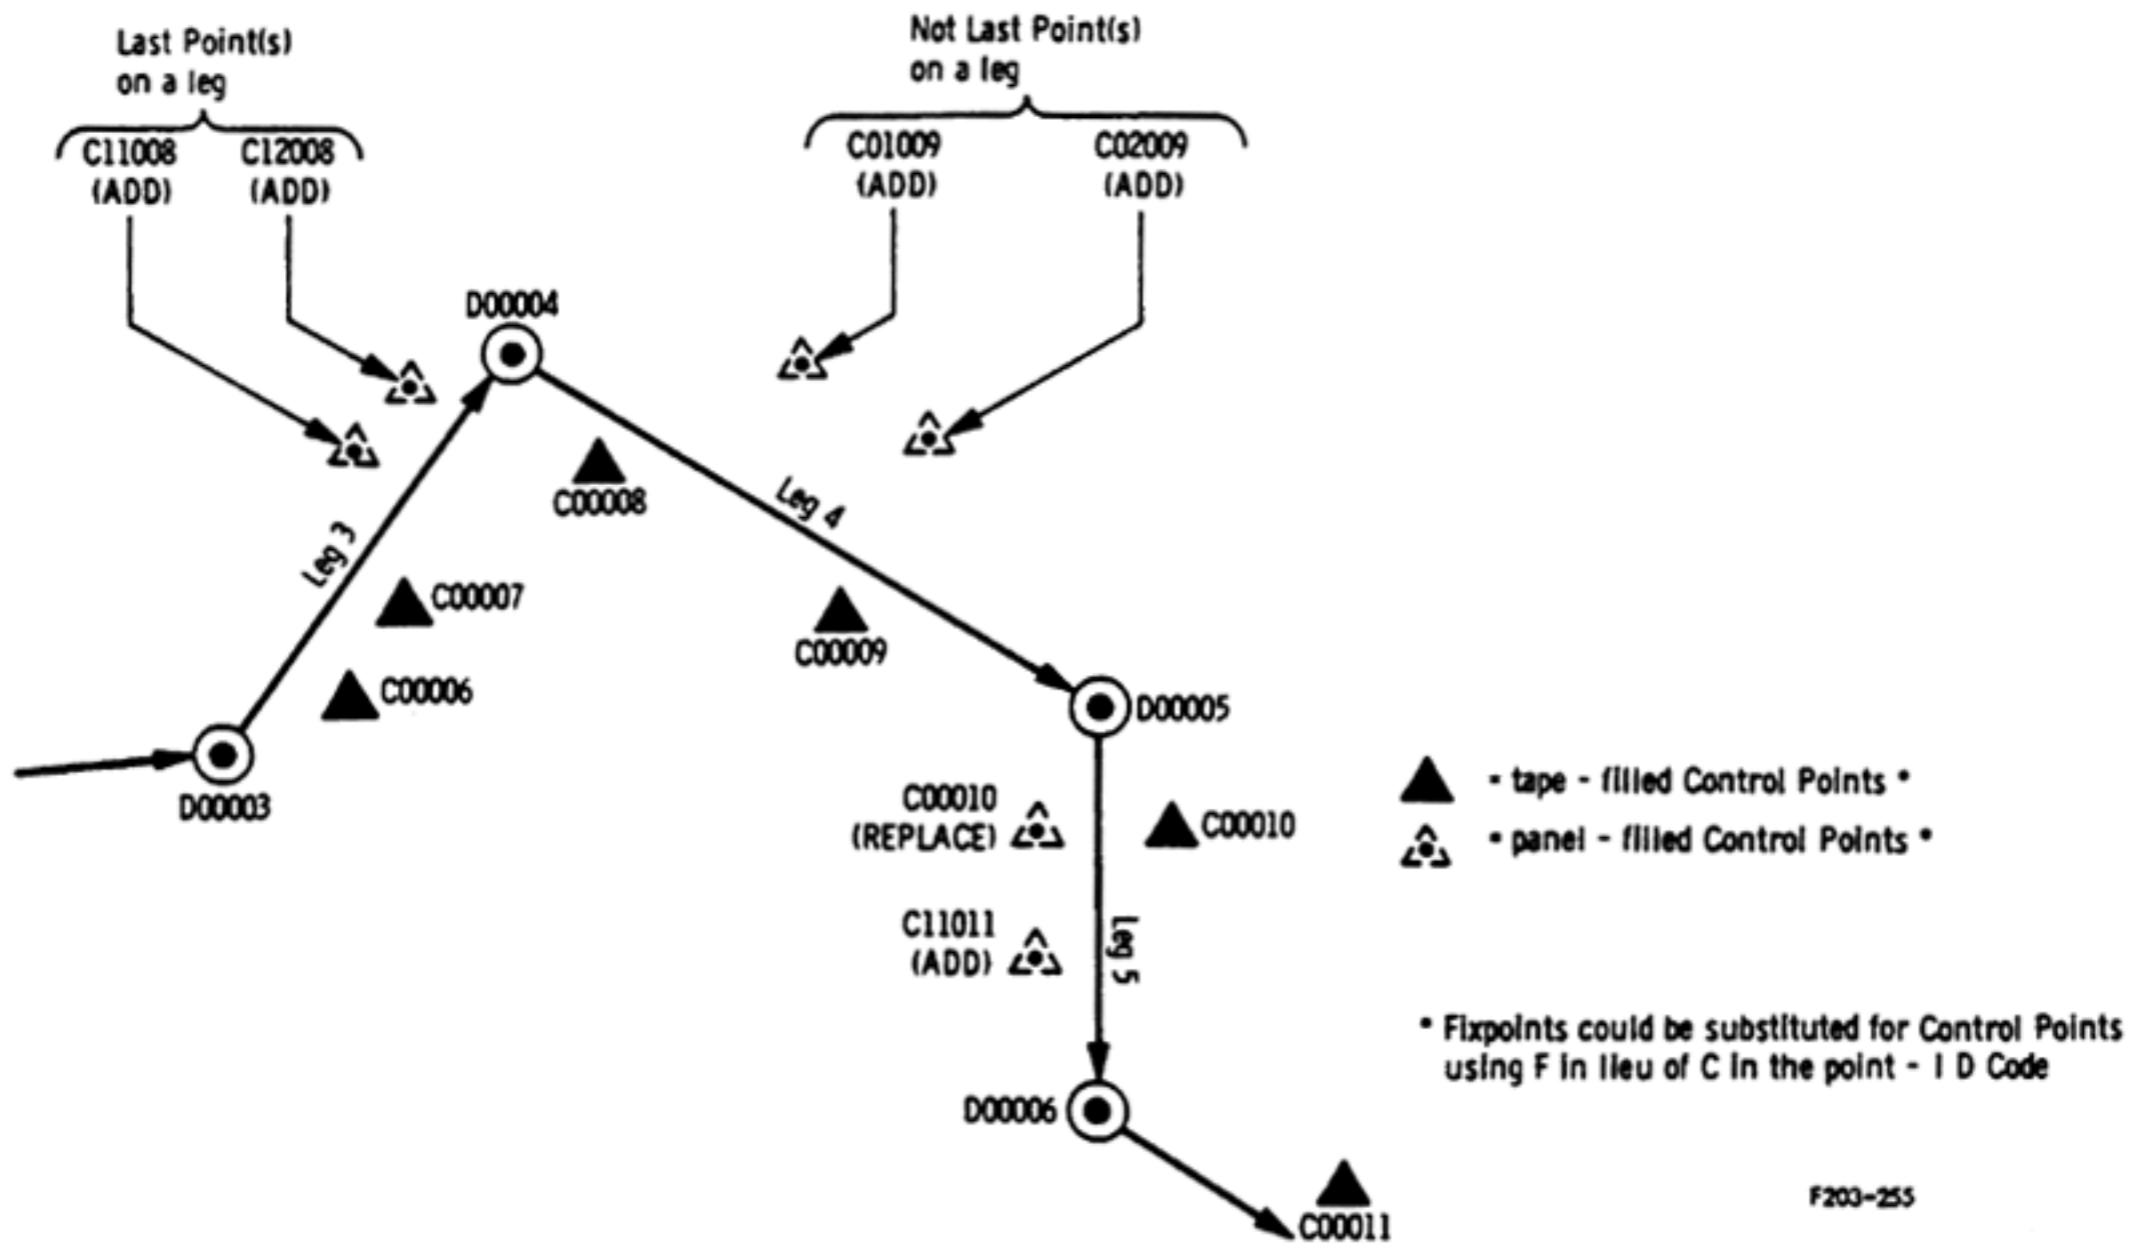 Last Point(s)
on a leg
C11008
(ADD)
C12008
(ADD)
Not Last Point(s)
on a leg
C01009
(ADD)
C02009
(ADD)
D00004
C00008
Leg 4
Leg 3
C00007
C00006
C00009
D00003
D00005
C00010
(REPLACE)
C00010
C11011
(ADD)
Leg 5
D00006
C00011
- tape - filled Control Points *
- panel - filled Control Points *
* Fixpoints could be substituted for Control Points
using F in lieu of C in the point - I D Code
F203-255